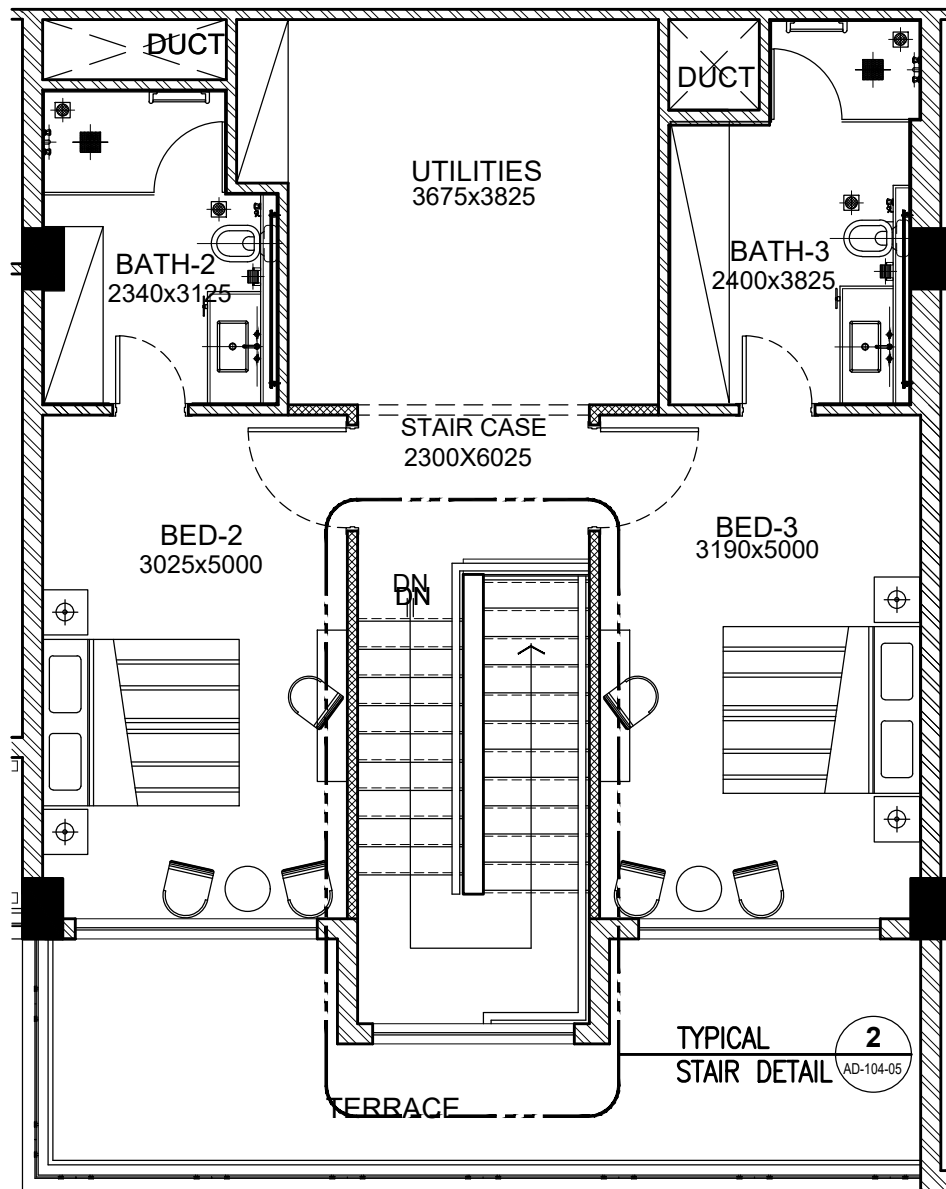 DUCT
DUCT
UTILITIES
3675x3825
BATH-2
2340x3125
BATH-3
2400x3825
STAIR CASE
2300X6025
BED-2
3025x5000
BED-3
3190x5000
DN
DN
TYPICAL
STAIR DETAIL
2
AD-104-05
TERRACE